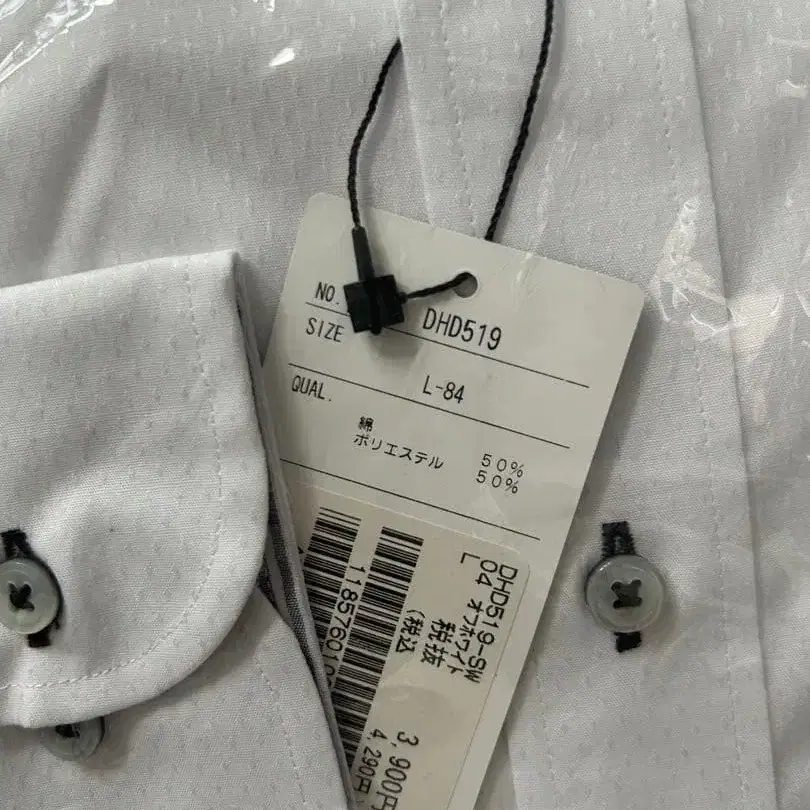 NO.
DHD519
SIZE
L-84
QUAL.
綿 50%
ポリエステル 50%
DHD519-SW
04 オフホワイト
L
税抜 3,900円
(税込 4,290円)